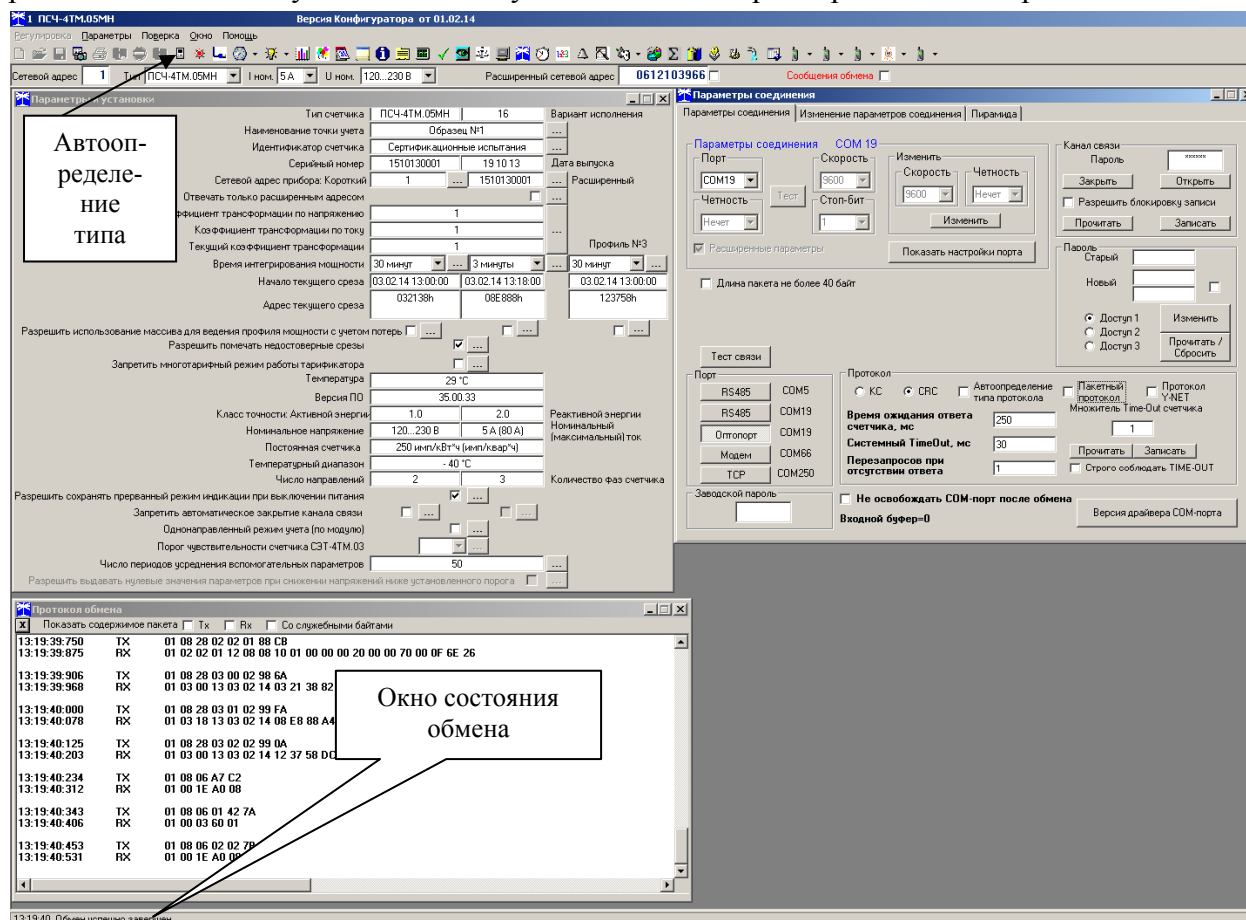 1 ПСЧ-4ТМ.05МН Версия Конфигуратора от 01.02.14
Регулировка Параметры Поверка Окно Помощь
Сетевой адрес 1 Тип ПСЧ-4ТМ.05МН I ном. 5 А U ном. 120...230 В Расширенный сетевой адрес 0612103966 Сообщения обмена
Параметры и установки
Тип счетчика ПСЧ-4ТМ.05МН 16 Вариант исполнения
Наименование точки учета Образец №1 ...
Идентификатор счетчика Сертификационные испытания ...
Серийный номер 1510130001 19 10 13 Дата выпуска
Сетевой адрес прибора: Короткий 1 ... 1510130001 ... Расширенный
Отвечать только расширенным адресом ...
эффициент трансформации по напряжению 1
Коэффициент трансформации по току 1 ...
Текущий коэффициент трансформации 1 Профиль №3
Время интегрирования мощности 30 минут ... 3 минуты ... 30 минут ...
Начало текущего среза 03.02.14 13:00:00 03.02.14 13:18:00 03.02.14 13:00:00
Адрес текущего среза 032138h 08E888h 123758h
Разрешить использование массива для ведения профиля мощности с учетом потерь ... ... ...
Разрешить помечать недостоверные срезы ...
Запретить многотарифный режим работы тарификатора ...
Температура 29 °C
Версия ПО 35.00.33
Класс точности: Активной энергии 1.0 2.0 Реактивной энергии
Номинальное напряжение 120...230 В 5 А (80 А) Номинальный (максимальный) ток
Постоянная счетчика 250 имп/кВт*ч (имп/квар*ч)
Температурный диапазон - 40 °C
Число направлений 2 3 Количество фаз счетчика
Разрешить сохранять прерванный режим индикации при выключении питания ...
Запретить автоматическое закрытие канала связи ... ...
Однонаправленный режим учета (по модулю) ...
Порог чувствительности счетчика СЭТ-4ТМ.03 ...
Число периодов усреднения вспомогательных параметров 50 ...
Разрешить выдавать нулевые значения параметров при снижении напряжений ниже установленного порога ...
Автооп-
ределе-
ние
типа
Параметры соединения
Параметры соединения Изменение параметров соединения Пирамида
Параметры соединения COM 19
Порт Скорость
COM19 9600
Тест
Четность Стоп-бит
Нечет 1
Изменить
Скорость Четность
9600 Нечет
Изменить
Расширенные параметры Показать настройки порта
Канал связи
Пароль ******
Закрыть Открыть
Разрешить блокировку записи
Прочитать Записать
Длина пакета не более 40 байт
Пароль
Старый
Новый
Доступ 1 Изменить
Доступ 2
Доступ 3 Прочитать / Сбросить
Тест связи
Порт
RS485 COM5
RS485 COM19
Оптопорт COM19
Модем COM66
TCP COM250
Протокол
КС CRC Автоопределение типа протокола Пакетный протокол Протокол Y-NET
Время ожидания ответа счетчика, мс 250
Множитель Time-Out счетчика
1
Системный TimeOut, мс 30
Прочитать Записать
Перезапросов при отсутствии ответа 1
Строго соблюдать TIME-OUT
Заводской пароль
Не освобождать COM-порт после обмена
Входной буфер=0
Версия драйвера COM-порта
Протокол обмена
X Показать содержимое пакета Tx Rx Со служебными байтами
13:19:39:750 TX 01 08 28 02 02 01 88 CB
13:19:39:875 RX 01 02 02 01 12 08 08 10 01 00 00 00 20 00 00 70 00 0F 6E 26
13:19:39:906 TX 01 08 28 03 00 02 98 6A
13:19:39:968 RX 01 03 00 13 03 02 14 03 21 38 82
13:19:40:000 TX 01 08 28 03 01 02 99 FA
13:19:40:078 RX 01 03 18 13 03 02 14 08 E8 88 A4
13:19:40:125 TX 01 08 28 03 02 02 99 0A
13:19:40:203 RX 01 03 00 13 03 02 14 12 37 58 DC
13:19:40:234 TX 01 08 06 A7 C2
13:19:40:312 RX 01 00 1E A0 08
13:19:40:343 TX 01 08 06 01 42 7A
13:19:40:406 RX 01 00 03 60 01
13:19:40:453 TX 01 08 06 02 02 7B
13:19:40:531 RX 01 00 1E A0 08
Окно состояния
обмена
13:19:40 Обмен успешно завершен